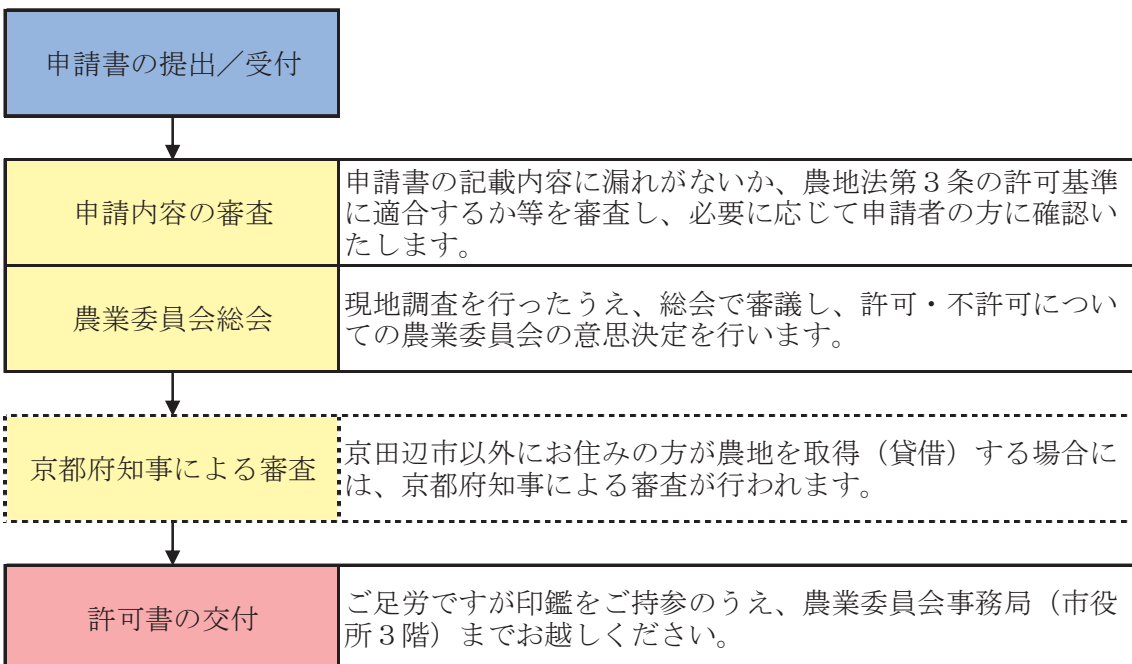 申請書の提出／受付
申請内容の審査
申請書の記載内容に漏れがないか、農地法第３条の許可基準
に適合するか等を審査し、必要に応じて申請者の方に確認い
たします。
農業委員会総会
現地調査を行ったうえ、総会で審議し、許可・不許可につい
ての農業委員会の意思決定を行います。
京都府知事による審査
京田辺市以外にお住みの方が農地を取得（貸借）する場合に
は、京都府知事による審査が行われます。
許可書の交付
ご足労ですが印鑑をご持参のうえ、農業委員会事務局（市役
所３階）までお越しください。